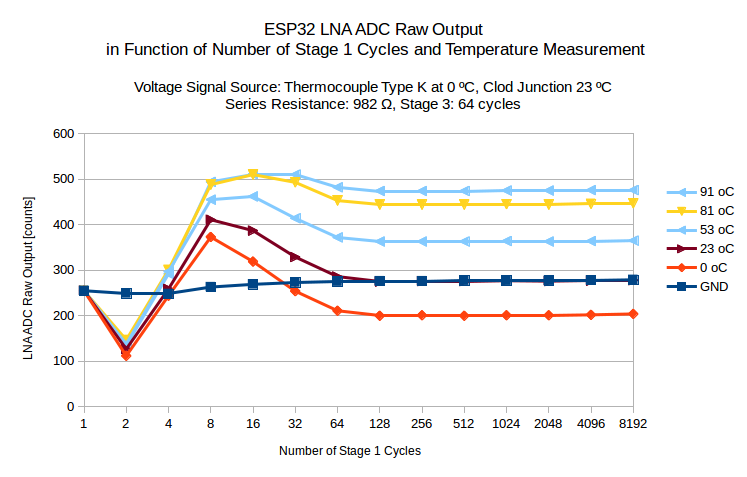 ESP32 LNA ADC Raw Output
in Function of Number of Stage 1 Cycles and Temperature Measurement
Voltage Signal Source: Thermocouple Type K at 0 ºC, Clod Junction 23 ºC
Series Resistance: 982 Ω, Stage 3: 64 cycles
600
500
400
300
200
100
0
LNA ADC Raw Output [counts]
1 2 4 8 16 32 64 128 256 512 1024 2048 4096 8192
Number of Stage 1 Cycles
91 oC
81 oC
53 oC
23 oC
0 oC
GND